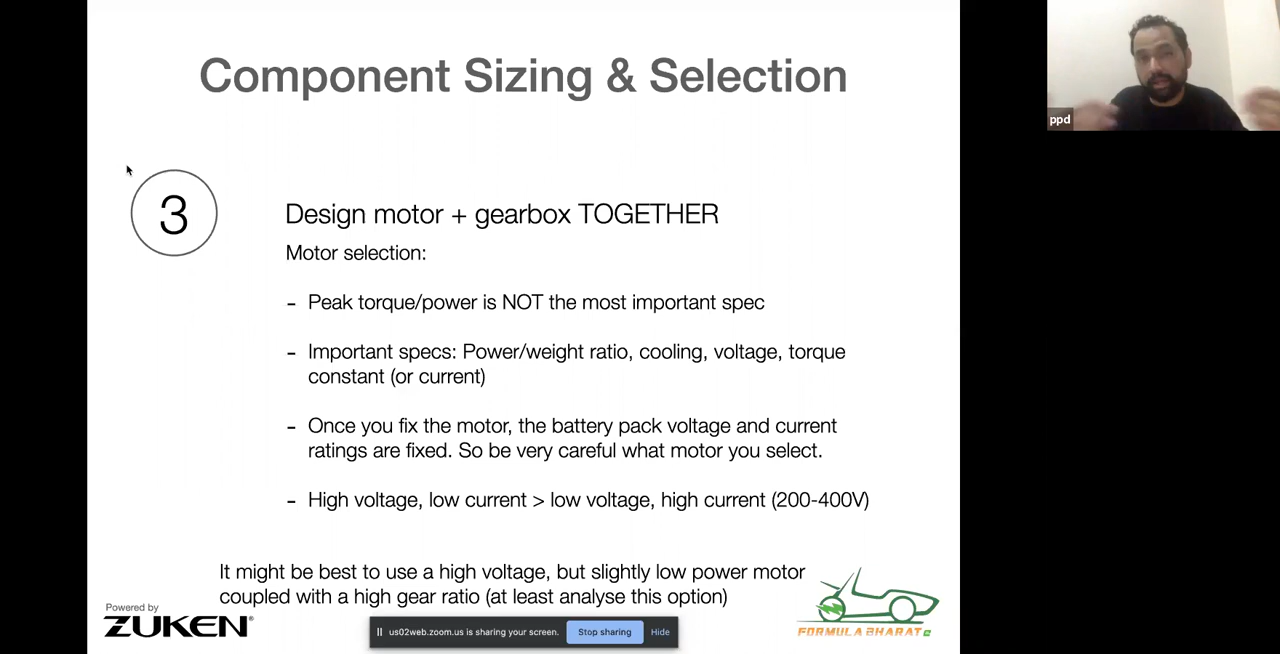 Component Sizing & Selection
ppd
3
Design motor + gearbox TOGETHER
Motor selection:
- Peak torque/power is NOT the most important spec
- Important specs: Power/weight ratio, cooling, voltage, torque
constant (or current)
- Once you fix the motor, the battery pack voltage and current
ratings are fixed. So be very careful what motor you select.
- High voltage, low current > low voltage, high current (200-400V)
It might be best to use a high voltage, but slightly low power motor
coupled with a high gear ratio (at least analyse this option)
Powered by
ZUKEN®
us02web.zoom.us is sharing your screen.
Stop sharing
Hide
FORMULA BHARAT